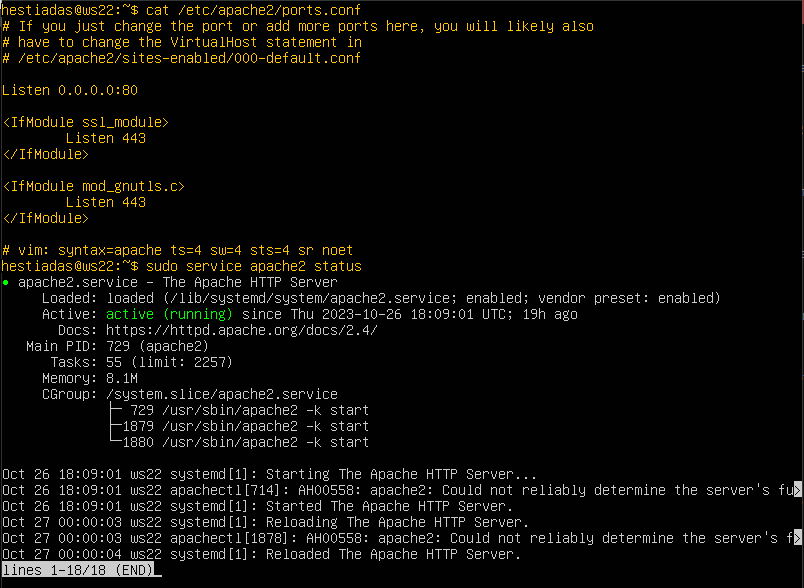 hestiadas@ws22:~$ cat /etc/apache2/ports.conf
# If you just change the port or add more ports here, you will likely also
# have to change the VirtualHost statement in
# /etc/apache2/sites-enabled/000-default.conf

Listen 0.0.0.0:80

<IfModule ssl_module>
        Listen 443
</IfModule>

<IfModule mod_gnutls.c>
        Listen 443
</IfModule>

# vim: syntax=apache ts=4 sw=4 sts=4 sr noet
hestiadas@ws22:~$ sudo service apache2 status
● apache2.service - The Apache HTTP Server
     Loaded: loaded (/lib/systemd/system/apache2.service; enabled; vendor preset: enabled)
     Active: active (running) since Thu 2023-10-26 18:09:01 UTC; 19h ago
       Docs: https://httpd.apache.org/docs/2.4/
   Main PID: 729 (apache2)
      Tasks: 55 (limit: 2257)
     Memory: 8.1M
     CGroup: /system.slice/apache2.service
             ├─ 729 /usr/sbin/apache2 -k start
             ├─1879 /usr/sbin/apache2 -k start
             └─1880 /usr/sbin/apache2 -k start

Oct 26 18:09:01 ws22 systemd[1]: Starting The Apache HTTP Server...
Oct 26 18:09:01 ws22 apachectl[714]: AH00558: apache2: Could not reliably determine the server's fu>
Oct 26 18:09:01 ws22 systemd[1]: Started The Apache HTTP Server.
Oct 27 00:00:03 ws22 systemd[1]: Reloading The Apache HTTP Server.
Oct 27 00:00:03 ws22 apachectl[1878]: AH00558: apache2: Could not reliably determine the server's f>
Oct 27 00:00:04 ws22 systemd[1]: Reloaded The Apache HTTP Server.
lines 1-18/18 (END)